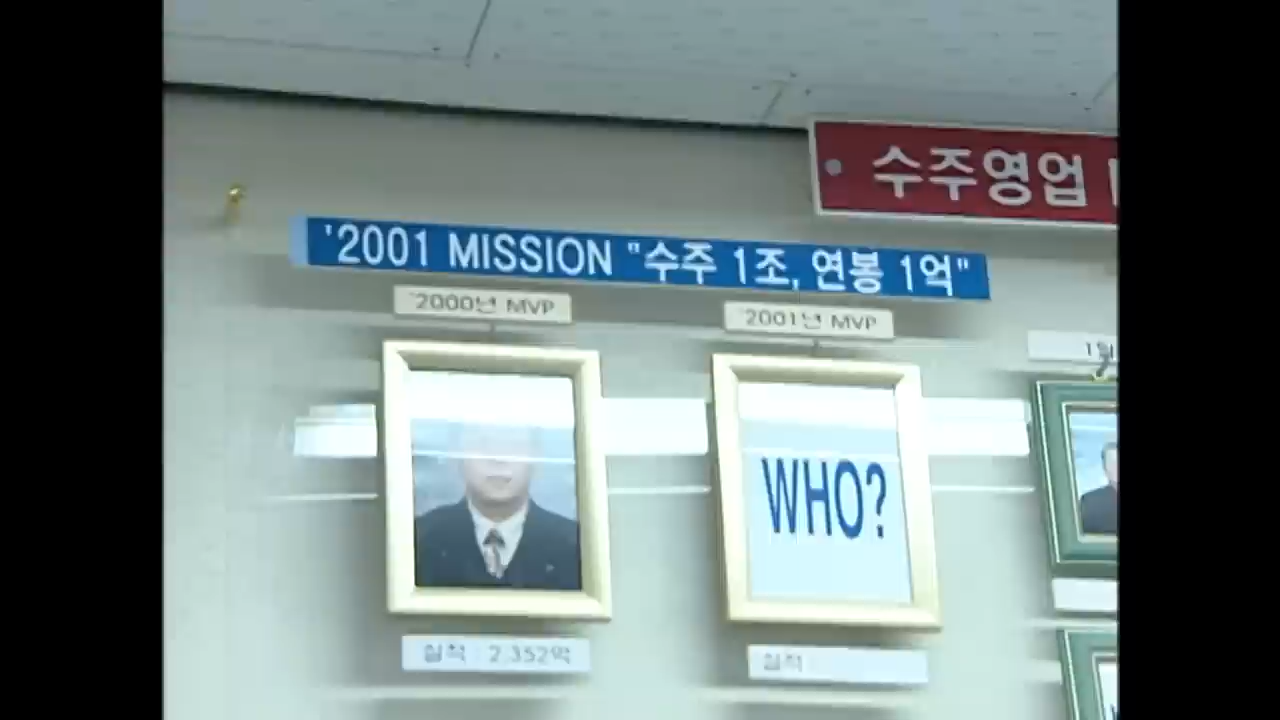 수주영업
'2001 MISSION "수주 1조, 연봉 1억"
'2000년 MVP
'2001년 MVP
WHO?
실적 : 2,352억
실적 :